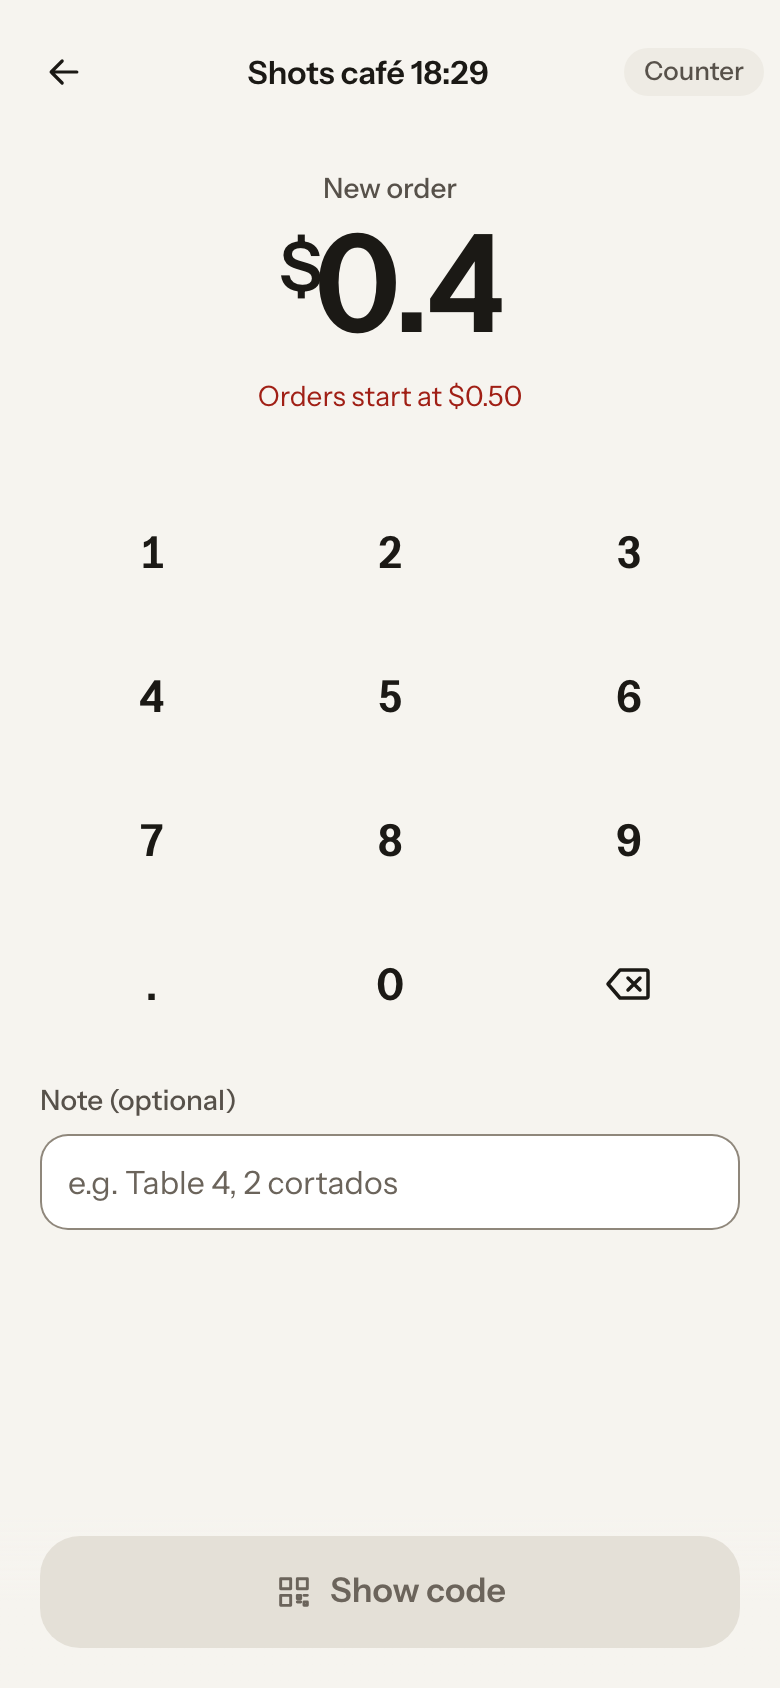 Shots café 18:29
Counter
New order
$0.4
Orders start at $0.50
1 2 3
4 5 6
7 8 9
. 0
Note (optional)
e.g. Table 4, 2 cortados
Show code